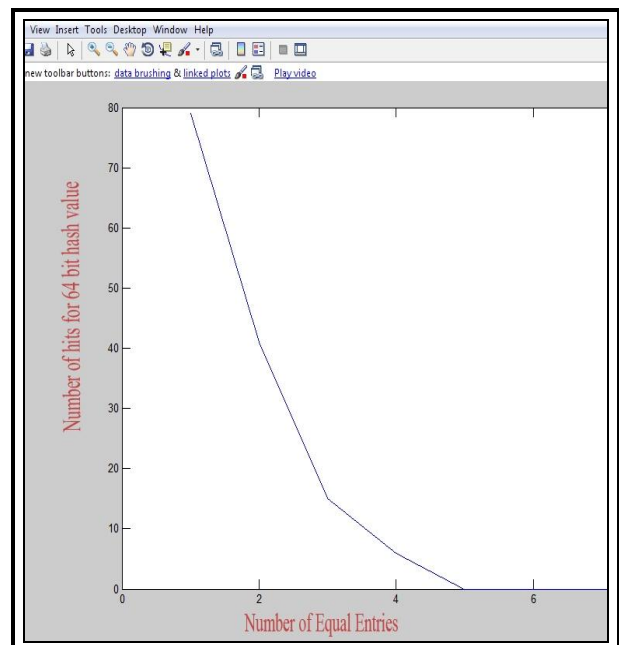 View Insert Tools Desktop Window Help
new toolbar buttons: data brushing & linked plots Play video
80
70
60
50
40
30
20
10
0
Number of hits for 64 bit hash value
0 2 4 6
Number of Equal Entries